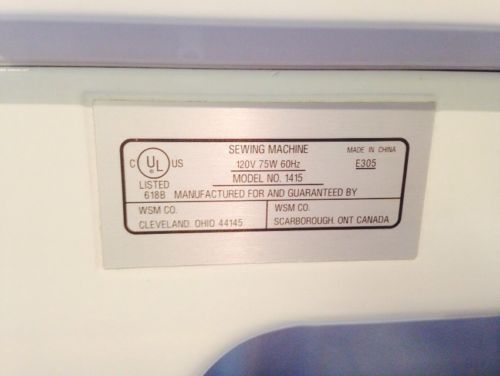 SEWING MACHINE
MADE IN CHINA
C UL US
120V 75W 60Hz
E305
LISTED
MODEL NO. 1415
618B MANUFACTURED FOR AND GUARANTEED BY
WSM CO.
CLEVELAND. OHIO 44145
WSM CO.
SCARBOROUGH. ONT CANADA